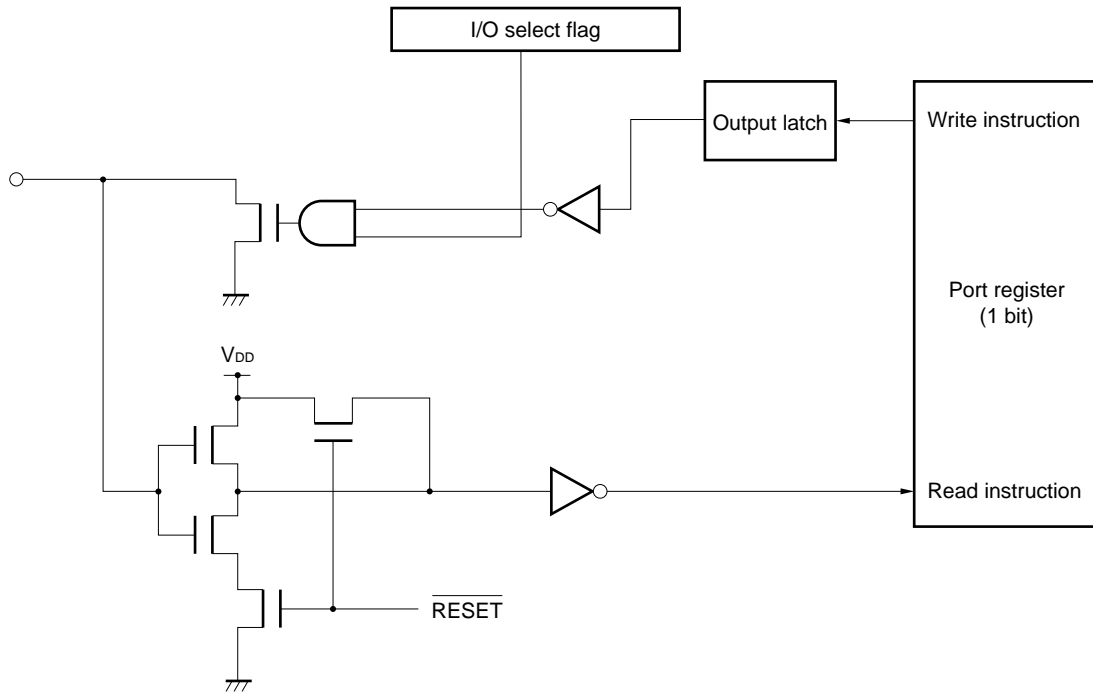 I/O select flag
Output latch
Write instruction
Port register
(1 bit)
VDD
Read instruction
RESET